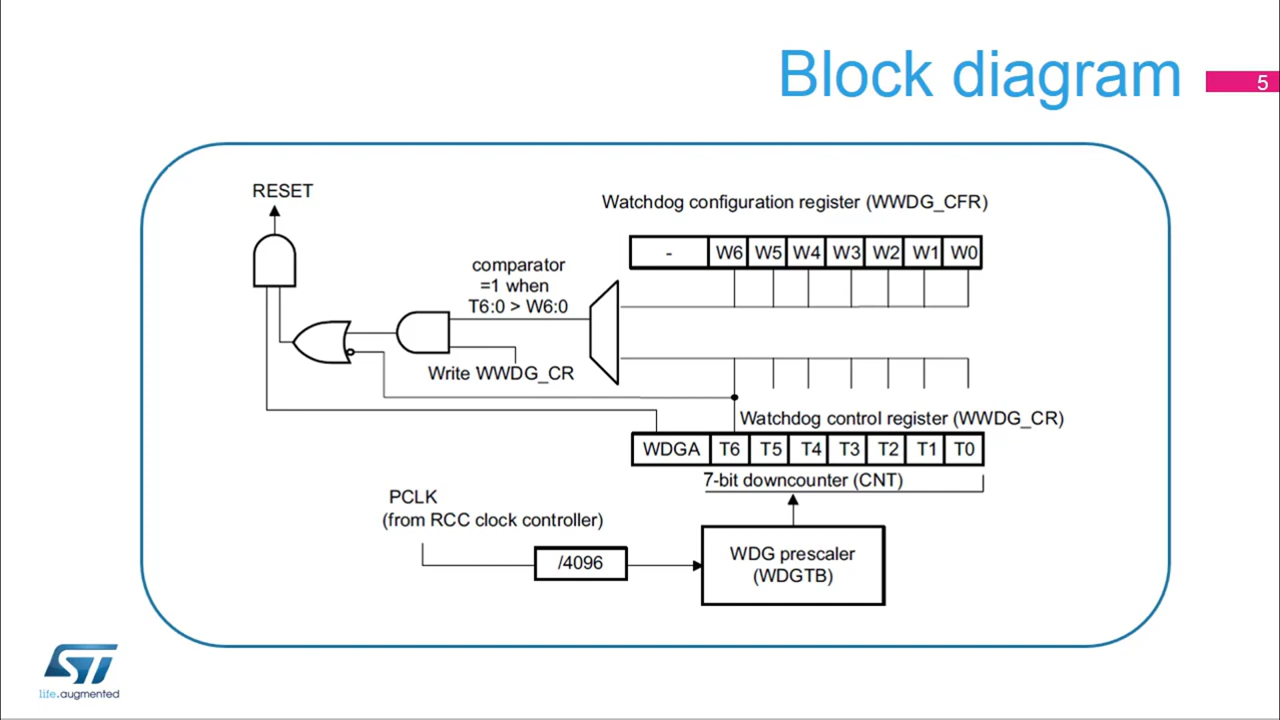 Block diagram
5
RESET
Watchdog configuration register (WWDG_CFR)
- W6 W5 W4 W3 W2 W1 W0
comparator
=1 when
T6:0 > W6:0
Write WWDG_CR
Watchdog control register (WWDG_CR)
WDGA T6 T5 T4 T3 T2 T1 T0
7-bit downcounter (CNT)
PCLK
(from RCC clock controller)
/4096
WDG prescaler
(WDGTB)
ST
life.augmented